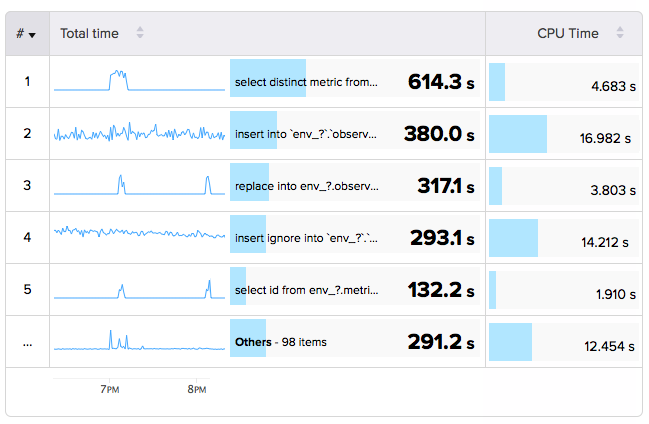 # Total time CPU Time
1 select distinct metric from... 614.3 s 4.683 s
2 insert into `env_?`.`observ... 380.0 s 16.982 s
3 replace into env_?.observ... 317.1 s 3.803 s
4 insert ignore into `env_?`.`... 293.1 s 14.212 s
5 select id from env_?.metri... 132.2 s 1.910 s
... Others - 98 items 291.2 s 12.454 s
7PM 8PM